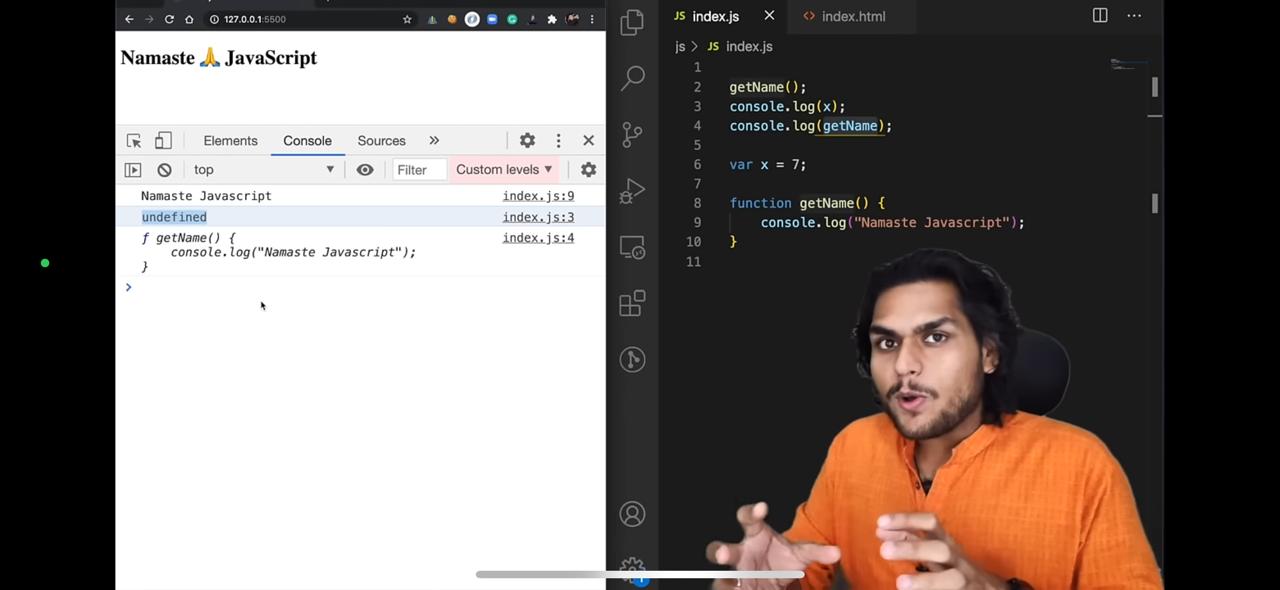 127.0.0.1:5500
Namaste 🙏 JavaScript
Elements Console Sources
top Filter Custom levels
Namaste Javascript index.js:9
undefined index.js:3
ƒ getName() { index.js:4
console.log("Namaste Javascript");
}
>
JS index.js <> index.html
js > JS index.js
1
2 getName();
3 console.log(x);
4 console.log(getName);
5
6 var x = 7;
7
8 function getName() {
9 console.log("Namaste Javascript");
10 }
11
1